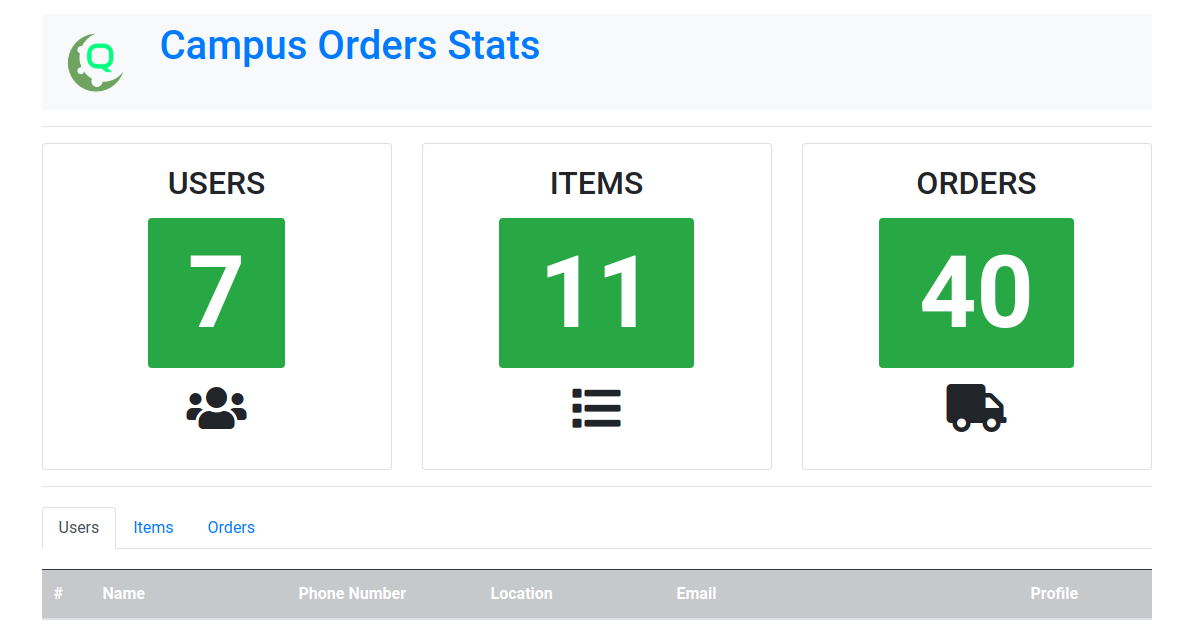 Q
Campus Orders Stats
USERS
ITEMS
ORDERS
7
11
40
Users Items Orders
# Name Phone Number Location Email Profile